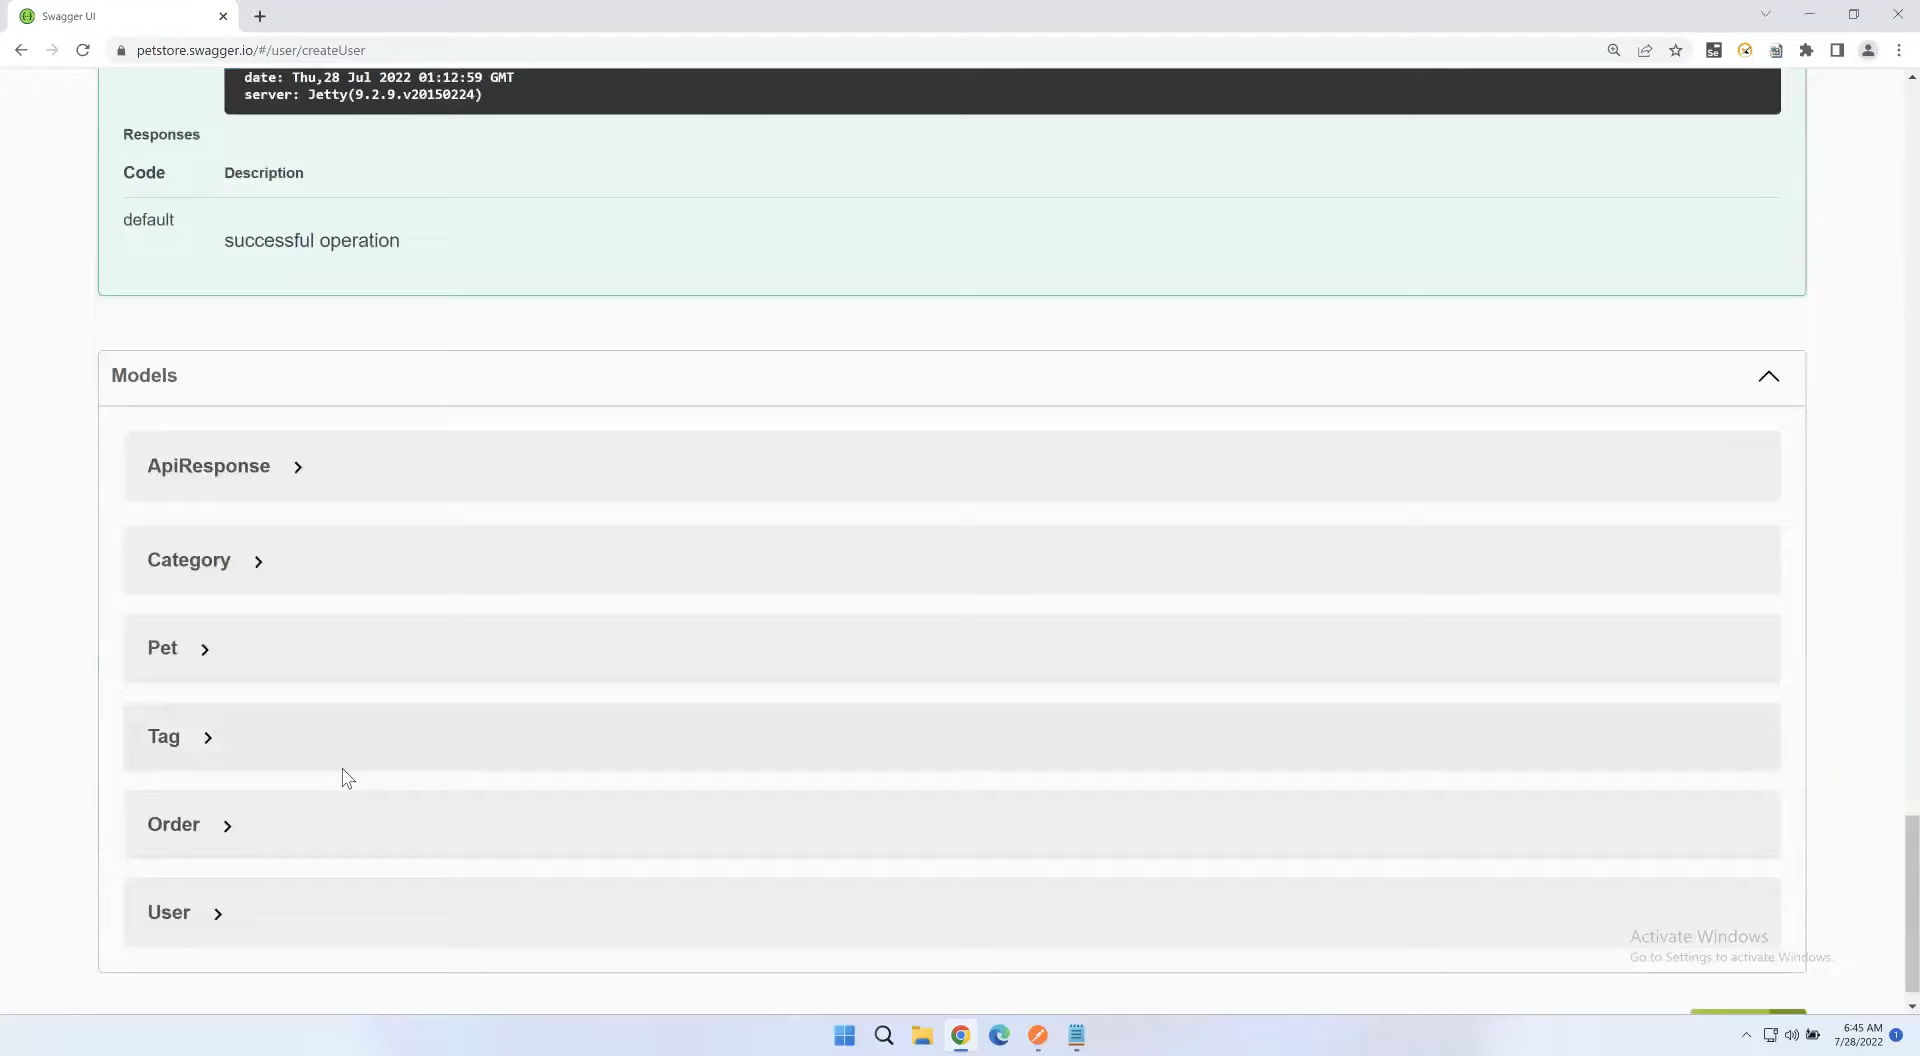 Swagger UI
petstore.swagger.io/#/user/createUser
date: Thu,28 Jul 2022 01:12:59 GMT
server: Jetty(9.2.9.v20150224)
Responses
Code Description
default
successful operation
Models
ApiResponse
Category
Pet
Tag
Order
User
Activate Windows
Go to Settings to activate Windows.
6:45 AM
7/28/2022
1